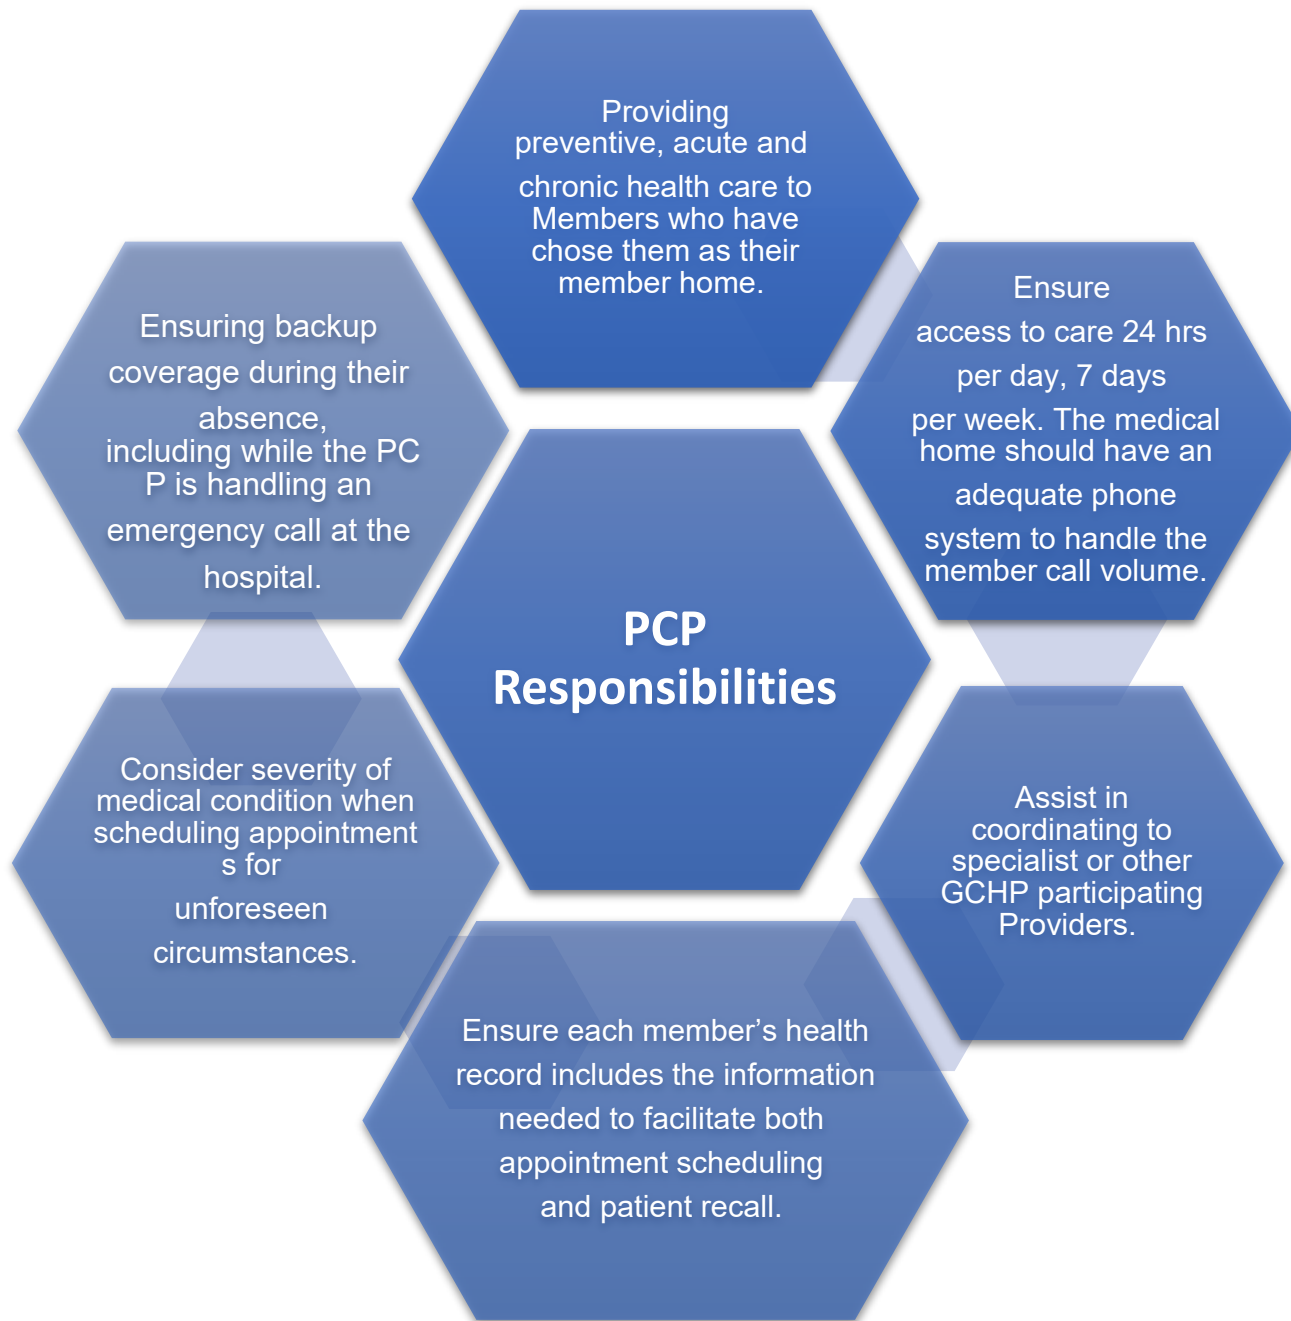 Providing
preventive, acute and
chronic health care to
Members who have
chose them as their
member home.
Ensure
access to care 24 hrs
per day, 7 days
per week. The medical
home should have an
adequate phone
system to handle the
member call volume.
Assist in
coordinating to
specialist or other
GCHP participating
Providers.
Ensure each member’s health
record includes the information
needed to facilitate both
appointment scheduling
and patient recall.
Consider severity of
medical condition when
scheduling appointment
s for
unforeseen
circumstances.
Ensuring backup
coverage during their
absence,
including while the PC
P is handling an
emergency call at the
hospital.
PCP
Responsibilities